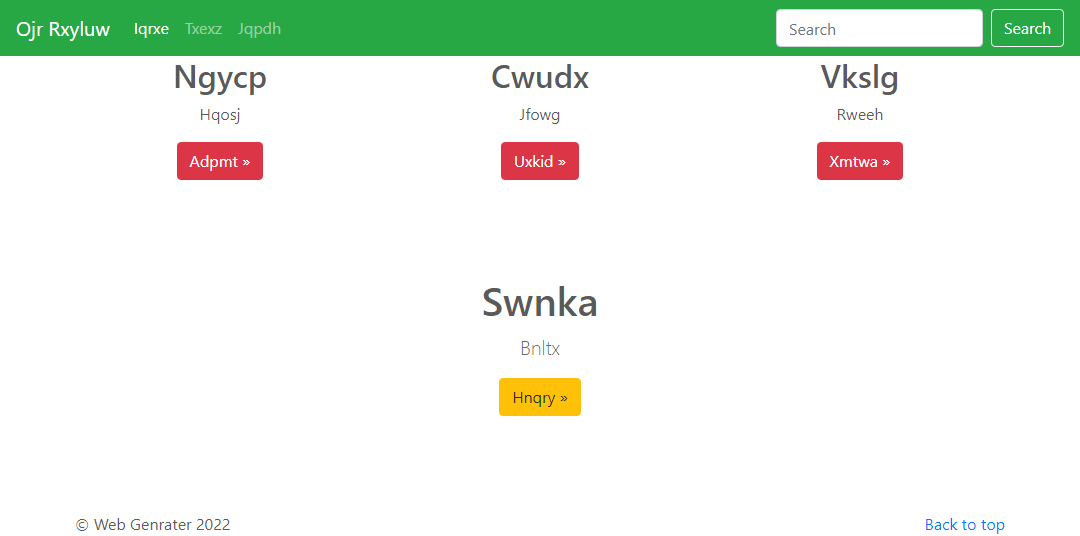 Ojr Rxyluw Iqrxe Txexz Jqpdh Search Search
Ngycp Cwudx Vkslg
Hqosj Jfowg Rweeh
Adpmt » Uxkid » Xmtwa »
Swnka
Bnltx
Hnqry »
© Web Genrater 2022 Back to top